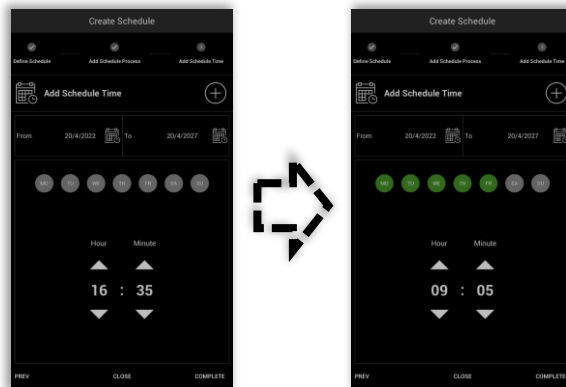 Create Schedule
Define Schedule Add Schedule Process Add Schedule Time
Add Schedule Time
From 20/4/2022 To 20/4/2027
MO TU WE TH FR SA SU
Hour Minute
16 : 35
PREV CLOSE COMPLETE
Create Schedule
Define Schedule Add Schedule Process Add Schedule Time
Add Schedule Time
From 20/4/2022 To 20/4/2027
MO TU WE TH FR SA SU
Hour Minute
09 : 05
PREV CLOSE COMPLETE